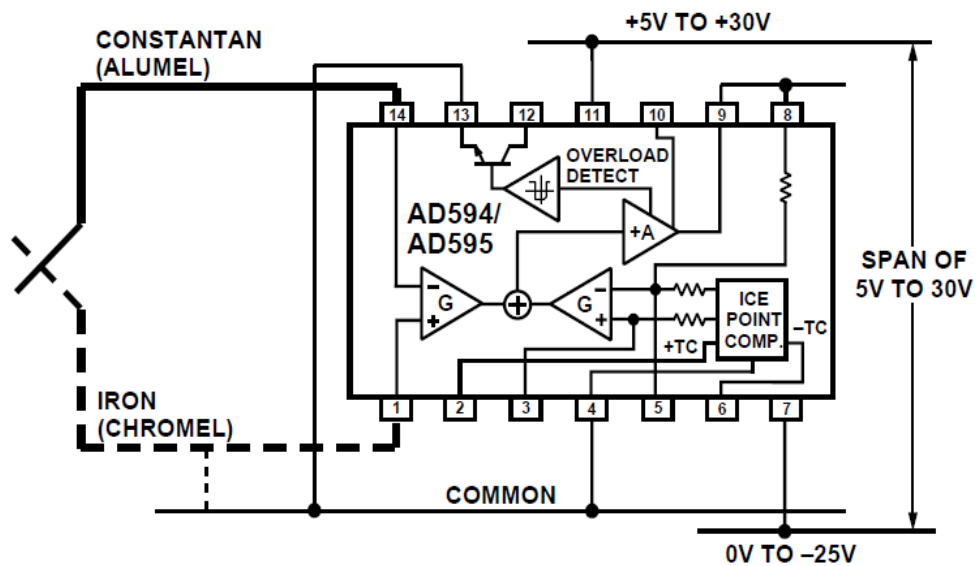 +5V TO +30V
CONSTANTAN
(ALUMEL)
14 13 12 11 10 9 8
OVERLOAD
DETECT
AD594/
AD595
+A
SPAN OF
5V TO 30V
–
G
+
+
–
G
+
ICE
POINT
COMP.
–TC
+TC
IRON
(CHROMEL)
1 2 3 4 5 6 7
COMMON
0V TO –25V